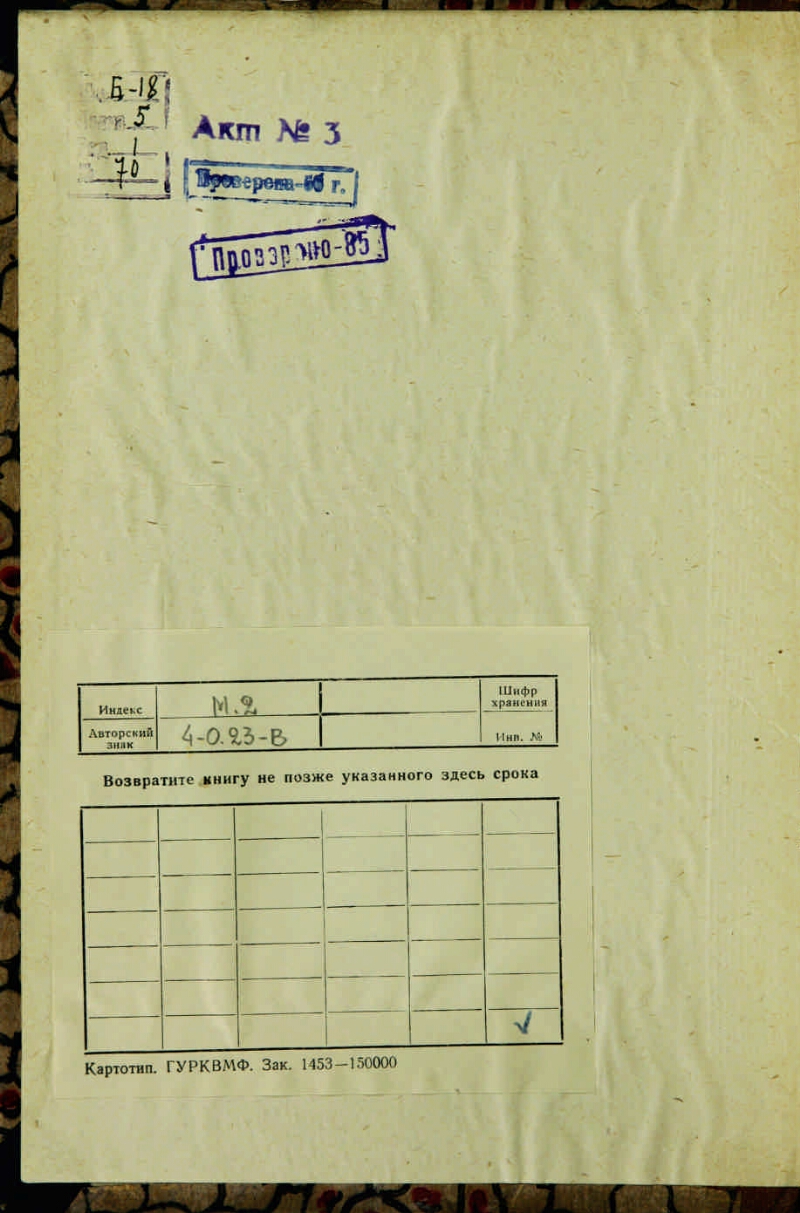 Б-18
5
1
70
Акт № 3
г.
-85
Индекс М.2. Шифр хранения
Авторский знак 4-0.23-В Инв. №
Возвратите книгу не позже указанного здесь срока
√
Картотип. ГУРКВМФ. Зак. 1453—150000